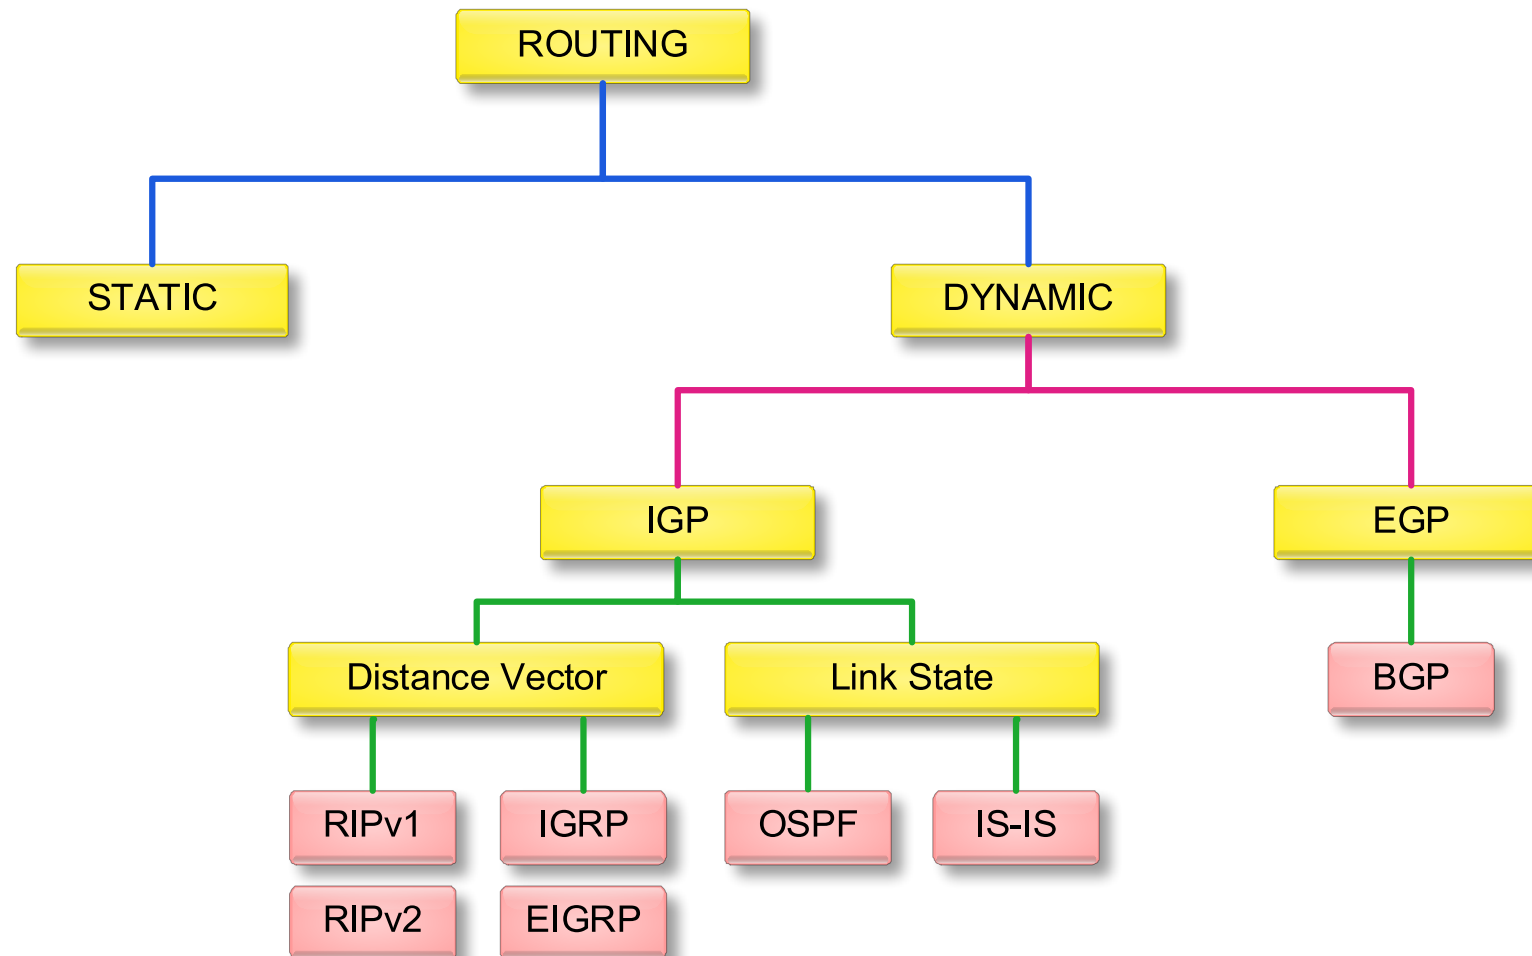 ROUTING
STATIC
DYNAMIC
IGP
EGP
Distance Vector
Link State
BGP
RIPv1
IGRP
OSPF
IS-IS
RIPv2
EIGRP